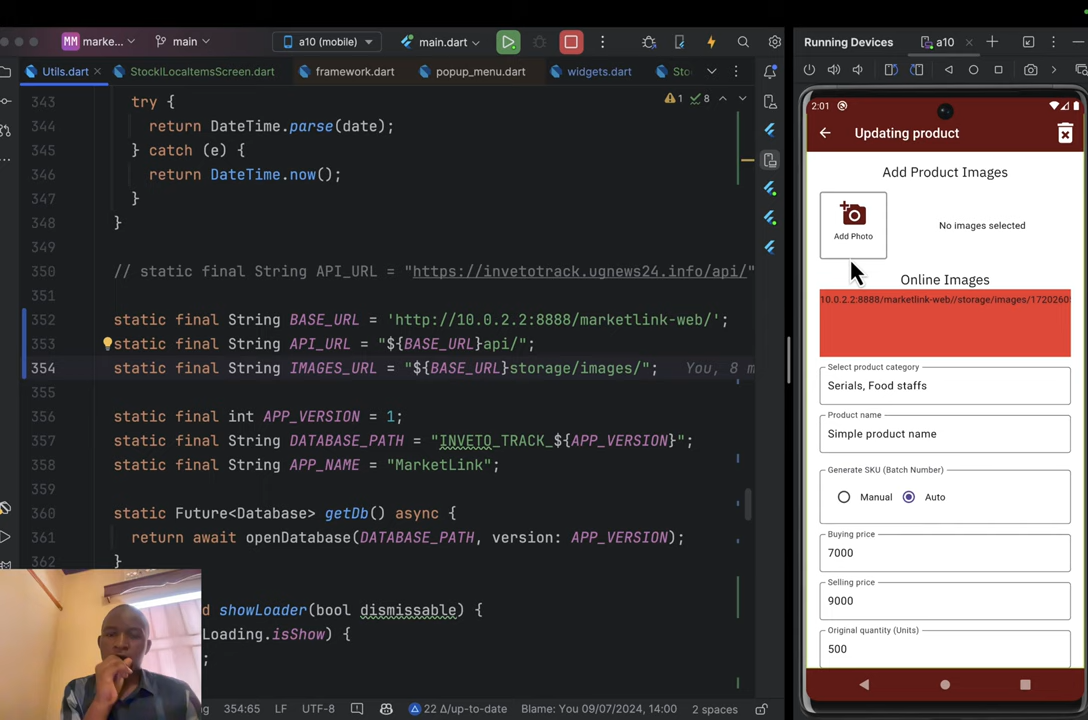 MM marke...
main
a10 (mobile)
main.dart
Running Devices
a10
Utils.dart
StockILocaItemsScreen.dart
framework.dart
popup_menu.dart
widgets.dart
Sto
343 try {
344 return DateTime.parse(date);
345 } catch (e) {
346 return DateTime.now();
347 }
348 }
349
350 // static final String API_URL = "https://invetotrack.ugnews24.info/api/"
351
352 static final String BASE_URL = 'http://10.0.2.2:8888/marketlink-web/';
353 static final String API_URL = "${BASE_URL}api/";
354 static final String IMAGES_URL = "${BASE_URL}storage/images/"; You, 8 m
355
356 static final int APP_VERSION = 1;
357 static final String DATABASE_PATH = "INVETO_TRACK_${APP_VERSION}";
358 static final String APP_NAME = "MarketLink";
359
360 static Future<Database> getDb() async {
361 return await openDatabase(DATABASE_PATH, version: APP_VERSION);
362 }
d showLoader(bool dismissable) {
Loading.isShow) {
;
1 8
354:65 LF UTF-8 22 Δ/up-to-date Blame: You 09/07/2024, 14:00 2 spaces
2:01
Updating product
Add Product Images
Add Photo
No images selected
Online Images
10.0.2.2:8888/marketlink-web//storage/images/1720260
Select product category
Serials, Food staffs
Product name
Simple product name
Generate SKU (Batch Number)
Manual Auto
Buying price
7000
Selling price
9000
Original quantity (Units)
500